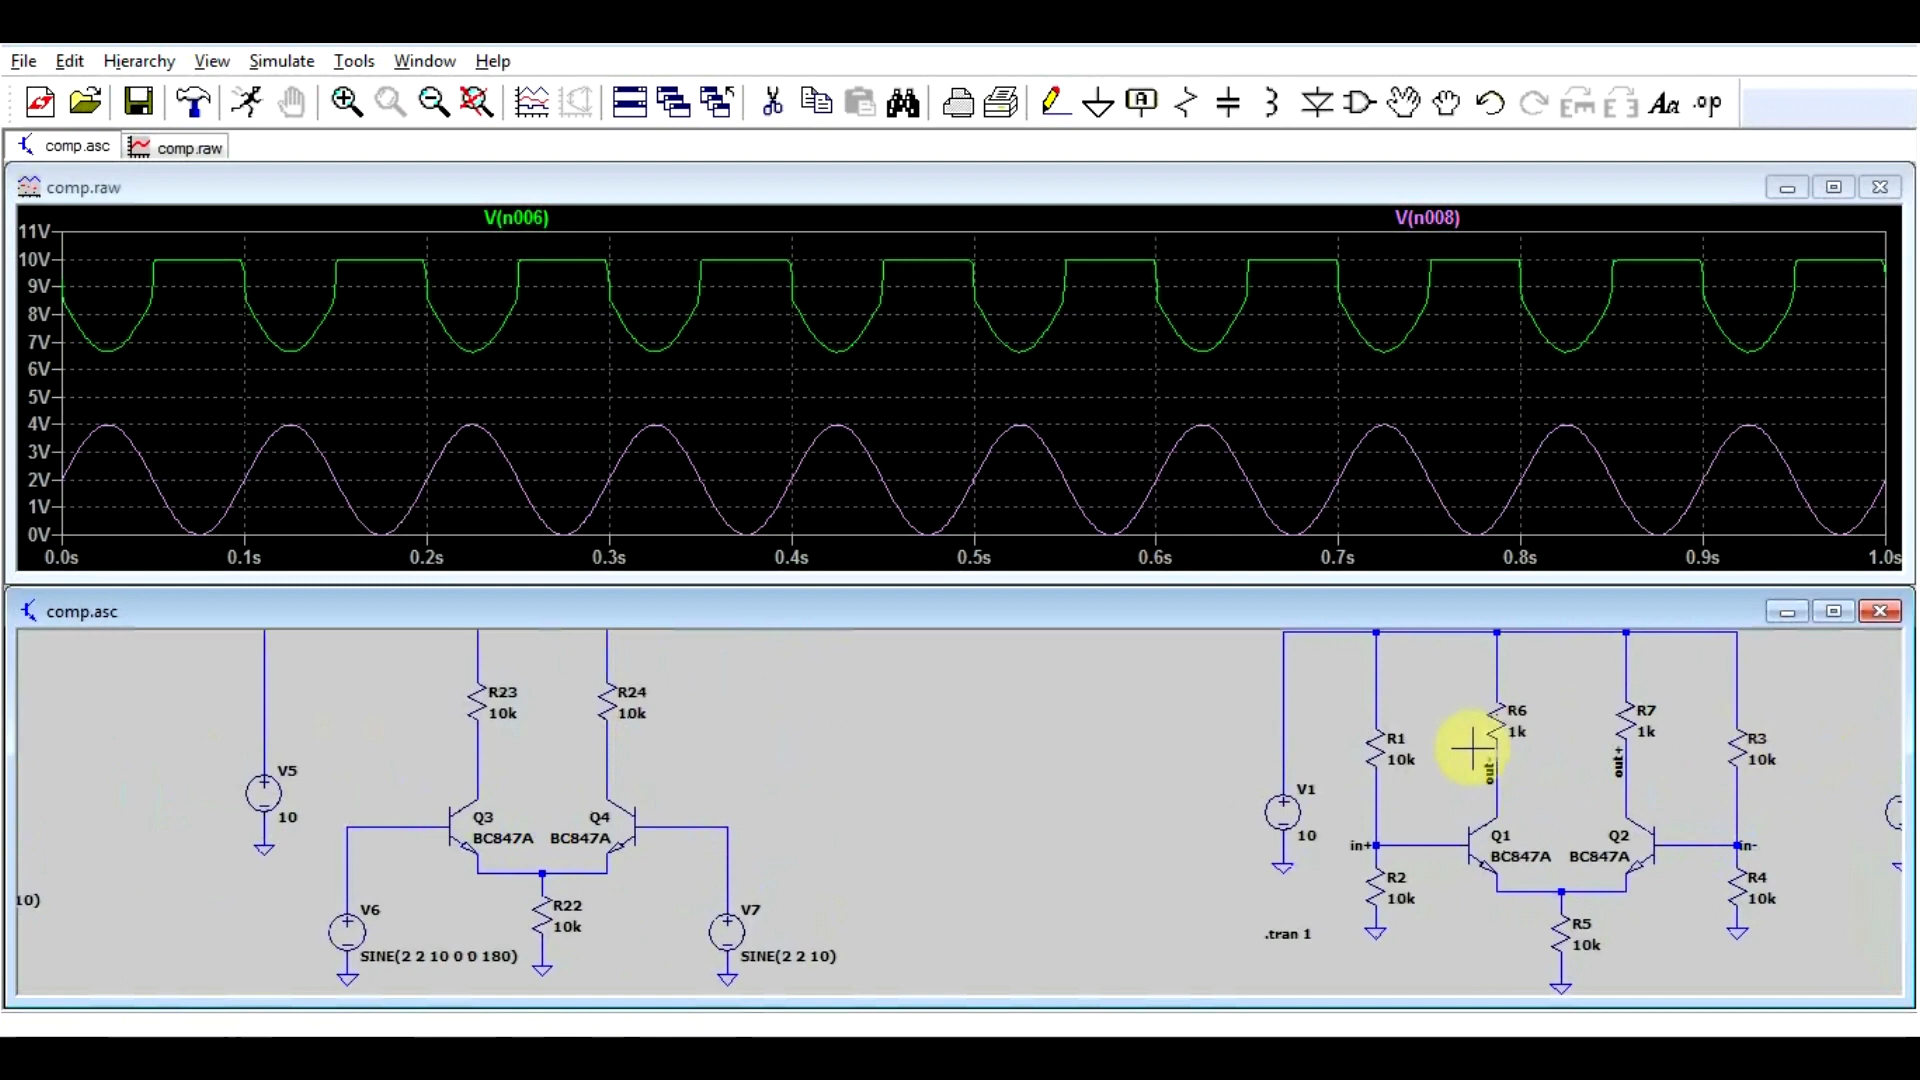 File Edit Hierarchy View Simulate Tools Window Help
A Aa .op
comp.asc comp.raw
comp.raw
V(n006) V(n008)
11V
10V
9V
8V
7V
6V
5V
4V
3V
2V
1V
0V
0.0s 0.1s 0.2s 0.3s 0.4s 0.5s 0.6s 0.7s 0.8s 0.9s 1.0s
comp.asc
R23
10k
R24
10k
V5
10
Q3
BC847A
Q4
BC847A
10)
V6
SINE(2 2 10 0 0 180)
R22
10k
V7
SINE(2 2 10)
R6
1k
R7
1k
R1
10k
out-
out+
R3
10k
V1
10
in+
Q1
BC847A
Q2
BC847A
in-
R2
10k
R4
10k
.tran 1
R5
10k